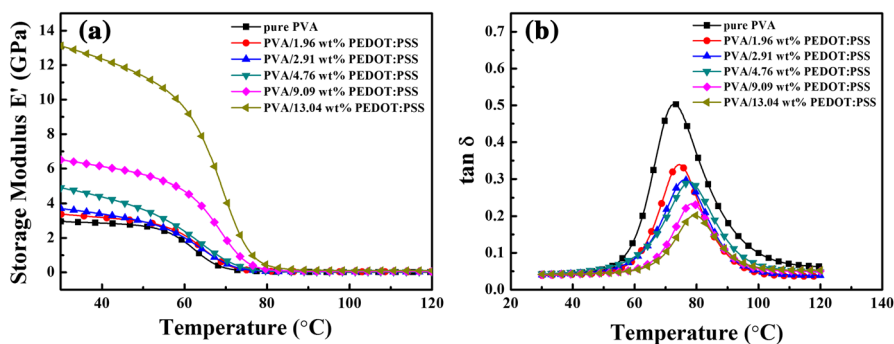 (a)
pure PVA
PVA/1.96 wt% PEDOT:PSS
PVA/2.91 wt% PEDOT:PSS
PVA/4.76 wt% PEDOT:PSS
PVA/9.09 wt% PEDOT:PSS
PVA/13.04 wt% PEDOT:PSS
Storage Modulus E' (GPa)
14
12
10
8
6
4
2
0
40 60 80 100 120
Temperature (°C)
(b)
pure PVA
PVA/1.96 wt% PEDOT:PSS
PVA/2.91 wt% PEDOT:PSS
PVA/4.76 wt% PEDOT:PSS
PVA/9.09 wt% PEDOT:PSS
PVA/13.04 wt% PEDOT:PSS
tan δ
0.7
0.6
0.5
0.4
0.3
0.2
0.1
0.0
20 40 60 80 100 120 140
Temperature (°C)